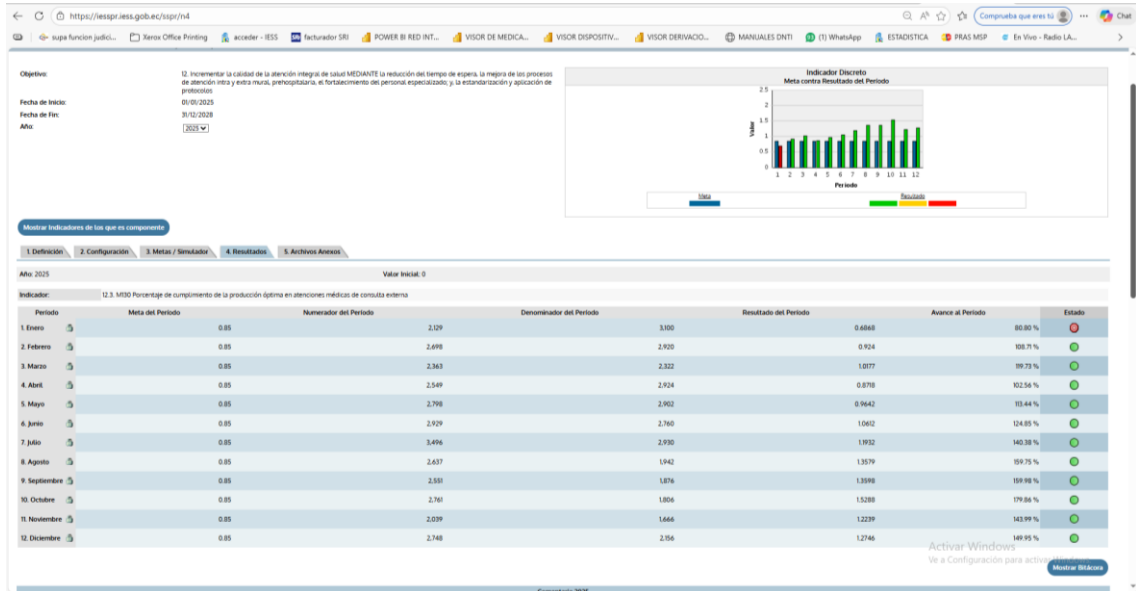 https://iesspr.iess.gob.ec/sspr/n4
Comprueba que eres tú
Chat
supa funcion judici...
Xerox Office Printing
acceder - IESS
facturador SRI
POWER BI RED INT...
VISOR DE MEDICA...
VISOR DISPOSITIV...
VISOR DERIVACIO...
MANUALES DNTI
(1) WhatsApp
ESTADISTICA
PRAS MSP
En Vivo - Radio LA...
Objetivo:
12. Incrementar la calidad de la atención integral de salud MEDIANTE la reducción del tiempo de espera, la mejora de los procesos
de atención intra y extra mural, prehospitalaria, el fortalecimiento del personal especializado; y, la estandarización y aplicación de
protocolos
Fecha de Inicio: 01/01/2025
Fecha de Fin: 31/12/2028
Año: 2025
Indicador Discreto
Meta contra Resultado del Período
Valor
2.5
2
1.5
1
0.5
0
1 2 3 4 5 6 7 8 9 10 11 12
Período
Meta Resultado
Mostrar Indicadores de los que es componente
1. Definición 2. Configuración 3. Metas / Simulador 4. Resultados 5. Archivos Anexos
Año: 2025 Valor Inicial: 0
Indicador: 12.3. M130 Porcentaje de cumplimiento de la producción óptima en atenciones médicas de consulta externa
Período Meta del Período Numerador del Período Denominador del Período Resultado del Período Avance al Período Estado
1. Enero 0.85 2,129 3,100 0.6868 80.80 %
2. Febrero 0.85 2,698 2,920 0.924 108.71 %
3. Marzo 0.85 2,363 2,322 1.0177 119.73 %
4. Abril 0.85 2,549 2,924 0.8718 102.56 %
5. Mayo 0.85 2,798 2,902 0.9642 113.44 %
6. Junio 0.85 2,929 2,760 1.0612 124.85 %
7. Julio 0.85 3,496 2,930 1.1932 140.38 %
8. Agosto 0.85 2,637 1,942 1.3579 159.75 %
9. Septiembre 0.85 2,551 1,876 1.3598 159.98 %
10. Octubre 0.85 2,761 1,806 1.5288 179.86 %
11. Noviembre 0.85 2,039 1,666 1.2239 143.99 %
12. Diciembre 0.85 2,748 2,156 1.2746 149.95 %
Activar Windows
Ve a Configuración para activar
Mostrar Bitácora